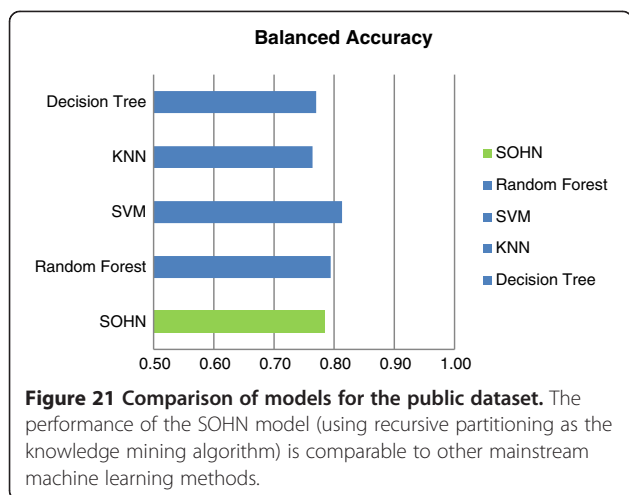 Balanced Accuracy
Decision Tree
KNN
SVM
Random Forest
SOHN
0.50 0.60 0.70 0.80 0.90 1.00
SOHN
Random Forest
SVM
KNN
Decision Tree
Figure 21 Comparison of models for the public dataset. The
performance of the SOHN model (using recursive partitioning as the
knowledge mining algorithm) is comparable to other mainstream
machine learning methods.